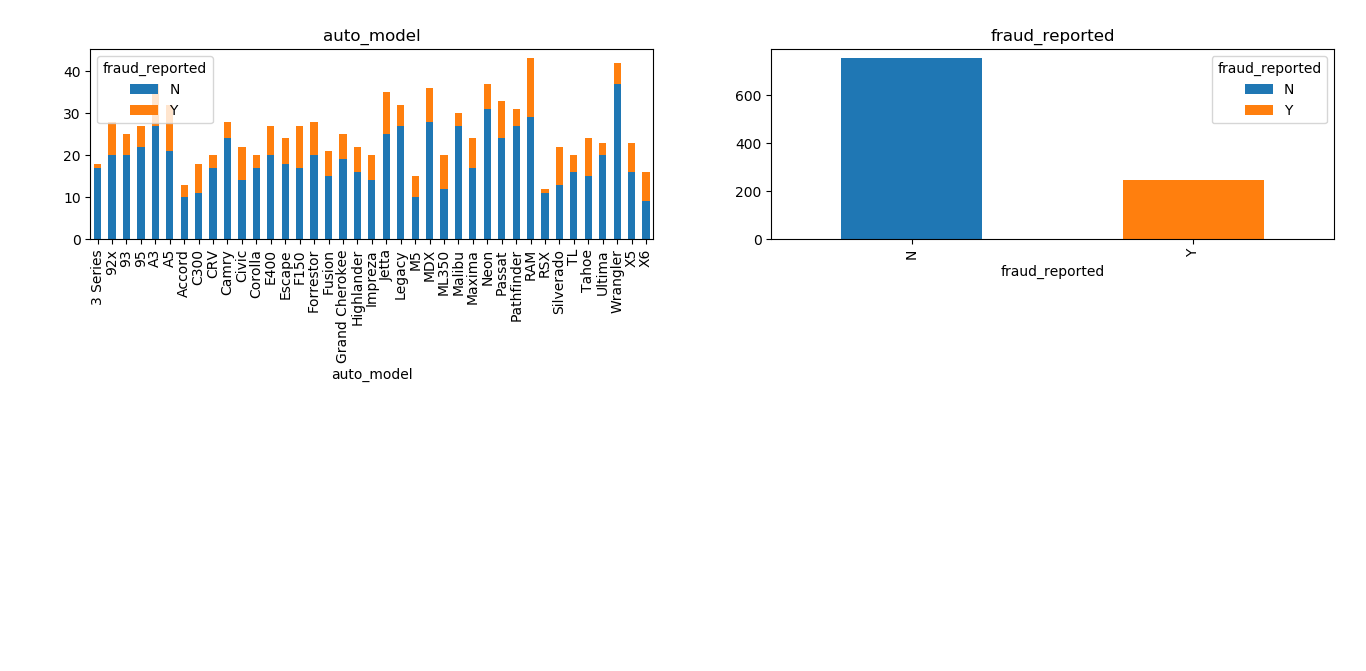 auto_model
fraud_reported
N
Y
40
30
20
10
0
3 Series
92x
93
95
A3
A5
Accord
C300
CRV
Camry
Civic
Corolla
E400
Escape
F150
Forrestor
Fusion
Grand Cherokee
Highlander
Impreza
Jetta
Legacy
M5
MDX
ML350
Malibu
Maxima
Neon
Passat
Pathfinder
RAM
RSX
Silverado
TL
Tahoe
Ultima
Wrangler
X5
X6
auto_model
fraud_reported
fraud_reported
N
Y
600
400
200
0
N
Y
fraud_reported